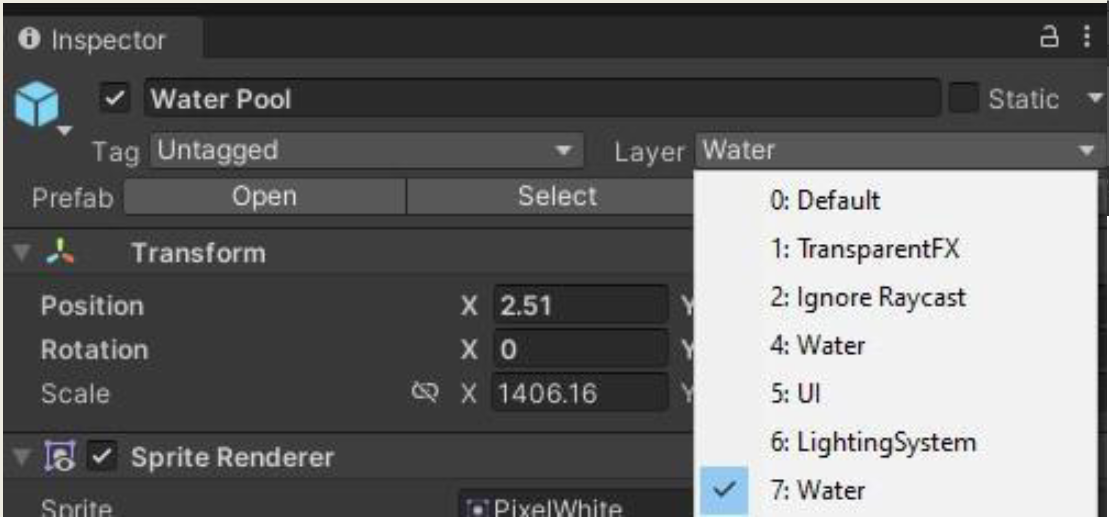 Inspector
Water Pool
Static
Tag Untagged
Layer Water
Prefab Open Select
0: Default
1: TransparentFX
2: Ignore Raycast
4: Water
5: UI
6: LightingSystem
7: Water
Transform
Position X 2.51 Y
Rotation X 0 Y
Scale X 1406.16 Y
Sprite Renderer
Sprite PixelWhite